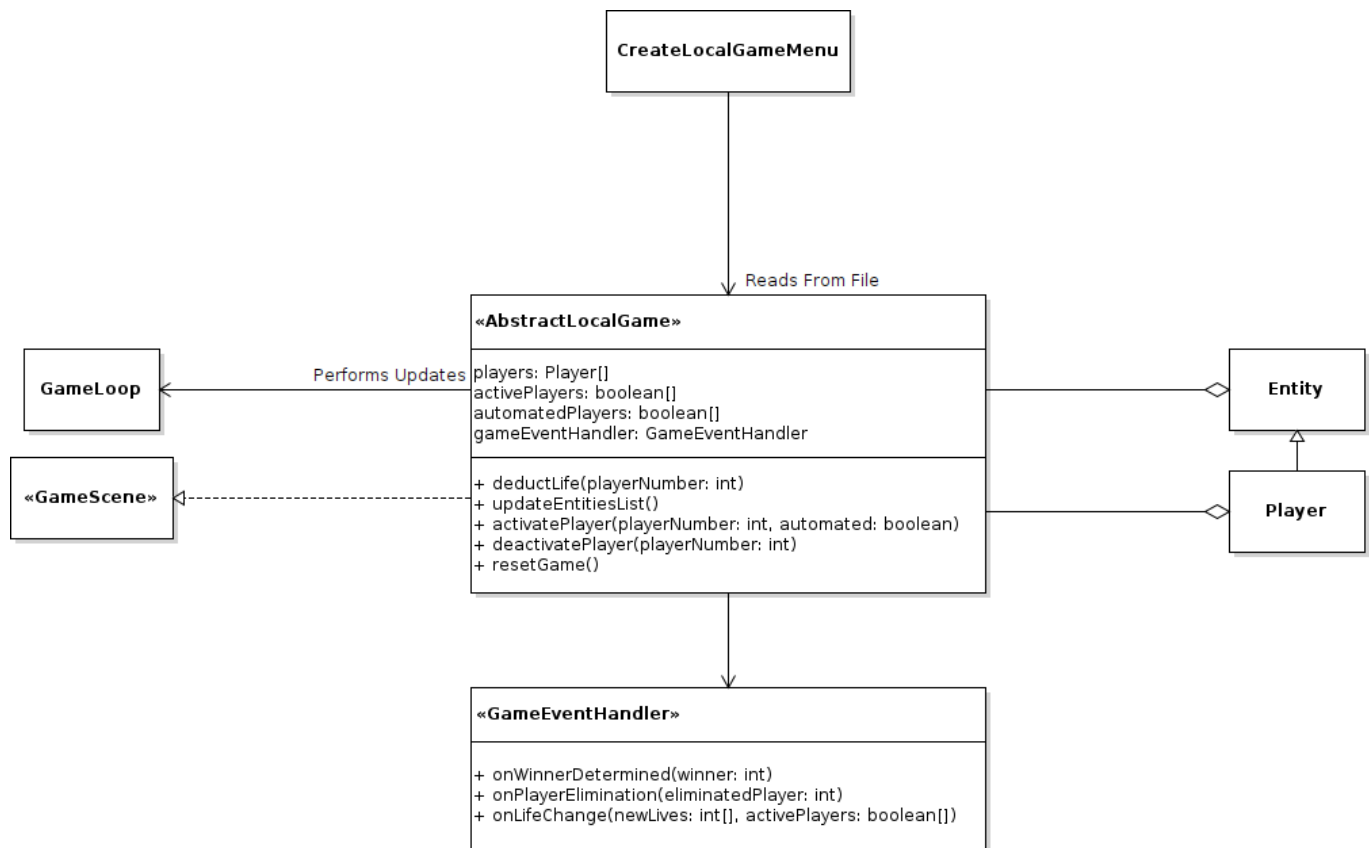 CreateLocalGameMenu
Reads From File
«AbstractLocalGame»
players: Player[]
activePlayers: boolean[]
automatedPlayers: boolean[]
gameEventHandler: GameEventHandler
+ deductLife(playerNumber: int)
+ updateEntitiesList()
+ activatePlayer(playerNumber: int, automated: boolean)
+ deactivatePlayer(playerNumber: int)
+ resetGame()
GameLoop
Performs Updates
«GameScene»
Entity
Player
«GameEventHandler»
+ onWinnerDetermined(winner: int)
+ onPlayerElimination(eliminatedPlayer: int)
+ onLifeChange(newLives: int[], activePlayers: boolean[])